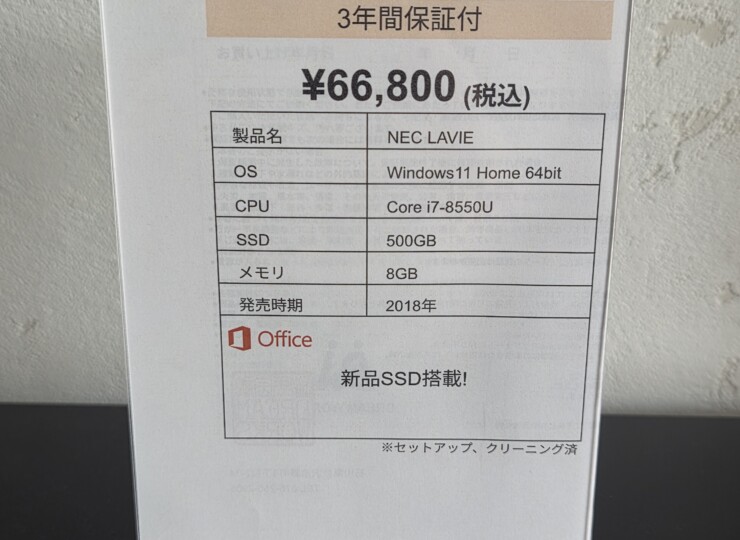 3年間保証付
¥66,800 (税込)
製品名 NEC LAVIE
OS Windows11 Home 64bit
CPU Core i7-8550U
SSD 500GB
メモリ 8GB
発売時期 2018年
Office
新品SSD搭載!
※セットアップ、クリーニング済